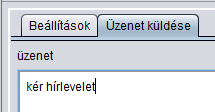 Beállítások Üzenet küldése
üzenet
kér hírlevelet